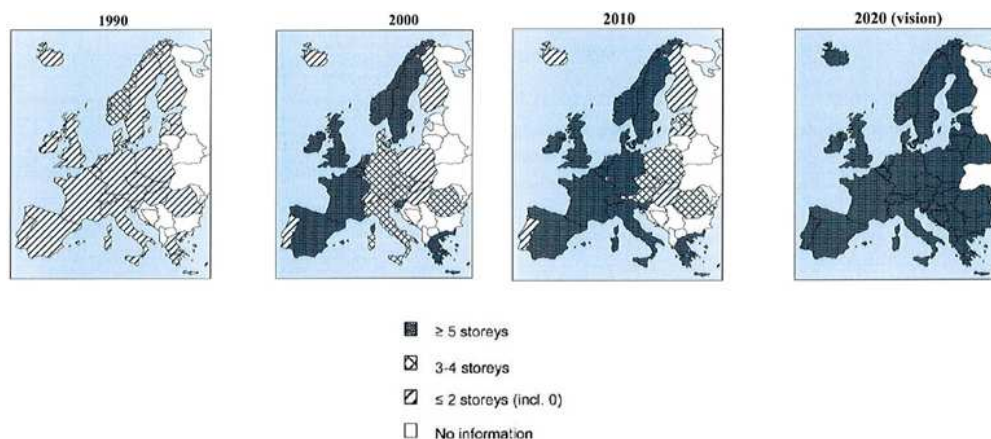 1990
2000
2010
2020 (vision)
≥ 5 storeys
3-4 storeys
≤ 2 storeys (incl. 0)
No information